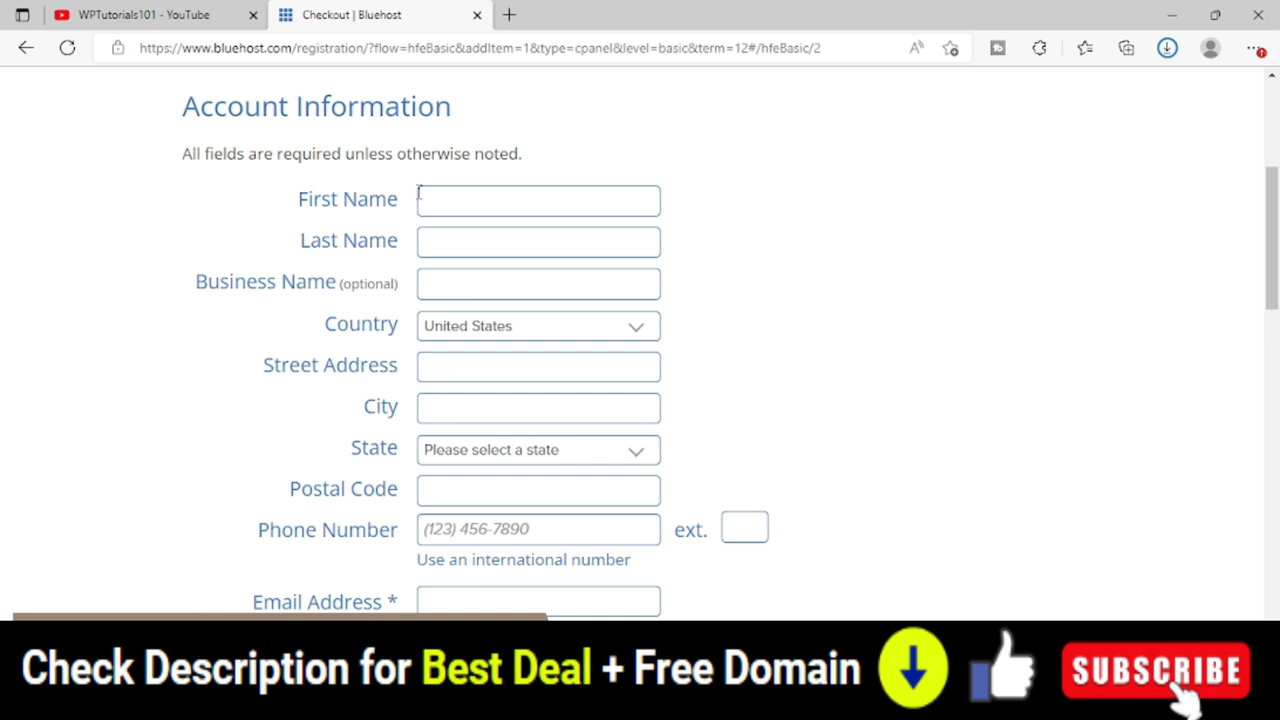 WPTutorials101 - YouTube
Checkout | Bluehost
https://www.bluehost.com/registration/?flow=hfeBasic&addItem=1&type=cpanel&level=basic&term=12#/hfeBasic/2
Account Information
All fields are required unless otherwise noted.
First Name
Last Name
Business Name (optional)
Country United States
Street Address
City
State Please select a state
Postal Code
Phone Number (123) 456-7890 ext.
Use an international number
Email Address *
Check Description for Best Deal + Free Domain SUBSCRIBE